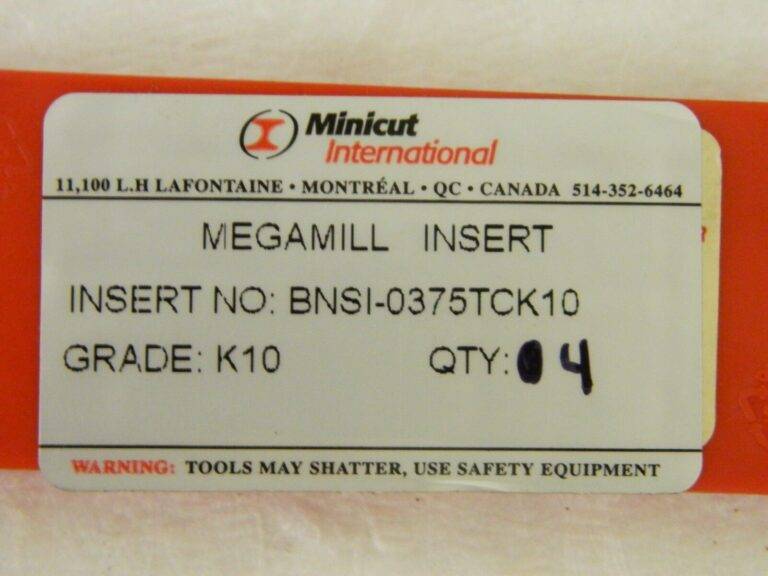 Minicut
International
11,100 L.H LAFONTAINE • MONTRÉAL • QC • CANADA 514-352-6464
MEGAMILL INSERT
INSERT NO: BNSI-0375TCK10
GRADE: K10 QTY: 4
WARNING: TOOLS MAY SHATTER, USE SAFETY EQUIPMENT